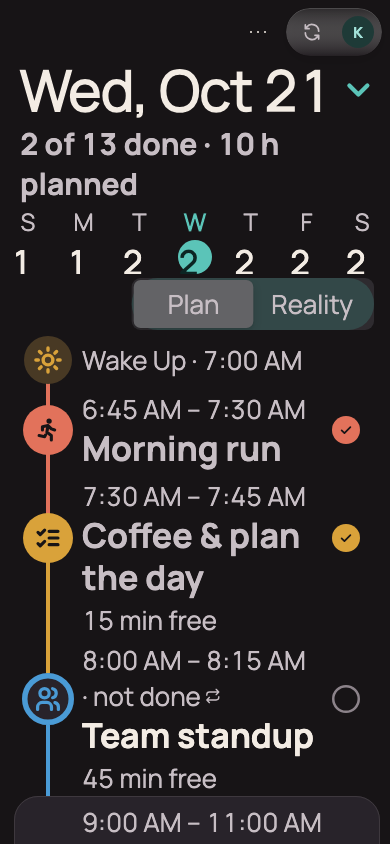 ...
K
Wed, Oct 21
2 of 13 done · 10 h
planned
S M T W T F S
1 1 2 2 2 2 2
Plan Reality
Wake Up · 7:00 AM
6:45 AM – 7:30 AM
Morning run
7:30 AM – 7:45 AM
Coffee & plan
the day
15 min free
8:00 AM – 8:15 AM
· not done
Team standup
45 min free
9:00 AM – 11:00 AM